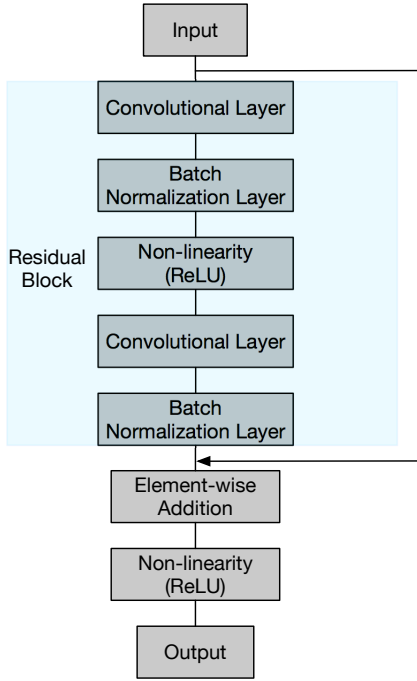 Input
Convolutional Layer
Batch
Normalization Layer
Residual
Block
Non-linearity
(ReLU)
Convolutional Layer
Batch
Normalization Layer
Element-wise
Addition
Non-linearity
(ReLU)
Output